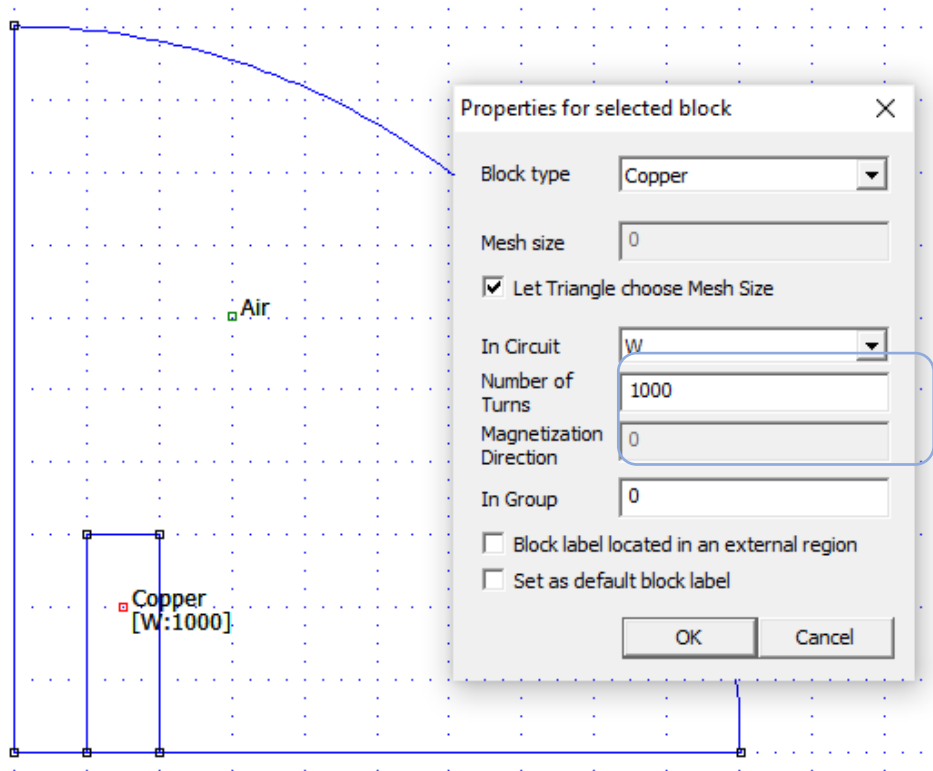 Properties for selected block
Block type
Copper
Mesh size
0
Let Triangle choose Mesh Size
Air
In Circuit
W
Number of
Turns
1000
Magnetization
Direction
0
In Group
0
Block label located in an external region
Set as default block label
Copper
[W:1000]
OK
Cancel